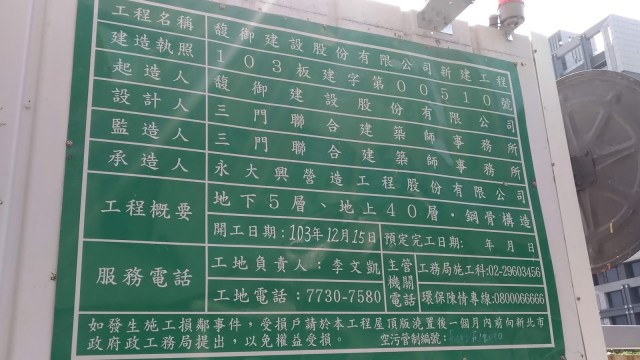 工程名稱 馥御建設股份有限公司新建工程
建造執照 103板建字第00510號
起造人 馥御建設股份有限公司
設計人 三門聯合建築師事務所
監造人 三門聯合建築師事務所
承造人 永大興營造工程股份有限公司
工程概要 地下5層、地上40層·鋼骨構造
開工日期:103年12月15日 預定完工日期: 年 月 日
服務電話 工地負責人:李文凱 主管機關電話 工務局施工科:02-29603456
工地電話:7730-7580 環保陳情專線:0800066666
如發生施工損鄰事件,受損戶請於本工程屋頂版澆置後一個月內前向新北市
政府政工務局提出,以免權益受損。 空污管制編號: